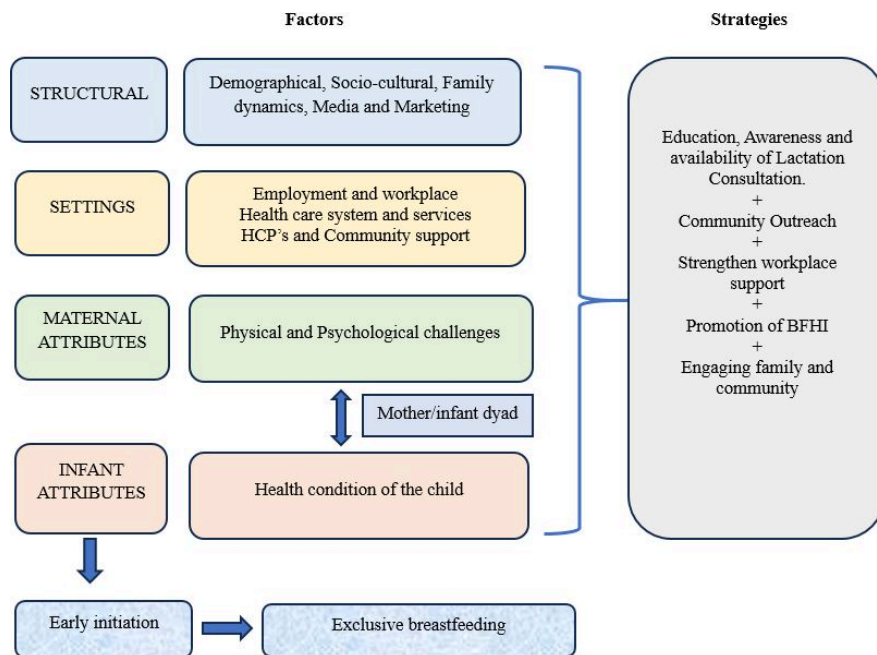 Factors
Strategies
STRUCTURAL
Demographical, Socio-cultural, Family
dynamics, Media and Marketing
SETTINGS
Employment and workplace
Health care system and services
HCP's and Community support
MATERNAL
ATTRIBUTES
Physical and Psychological challenges
Mother/infant dyad
INFANT
ATTRIBUTES
Health condition of the child
Early initiation
Exclusive breastfeeding
Education, Awareness and
availability of Lactation
Consultation.
+
Community Outreach
+
Strengthen workplace
support
+
Promotion of BFHI
+
Engaging family and
community